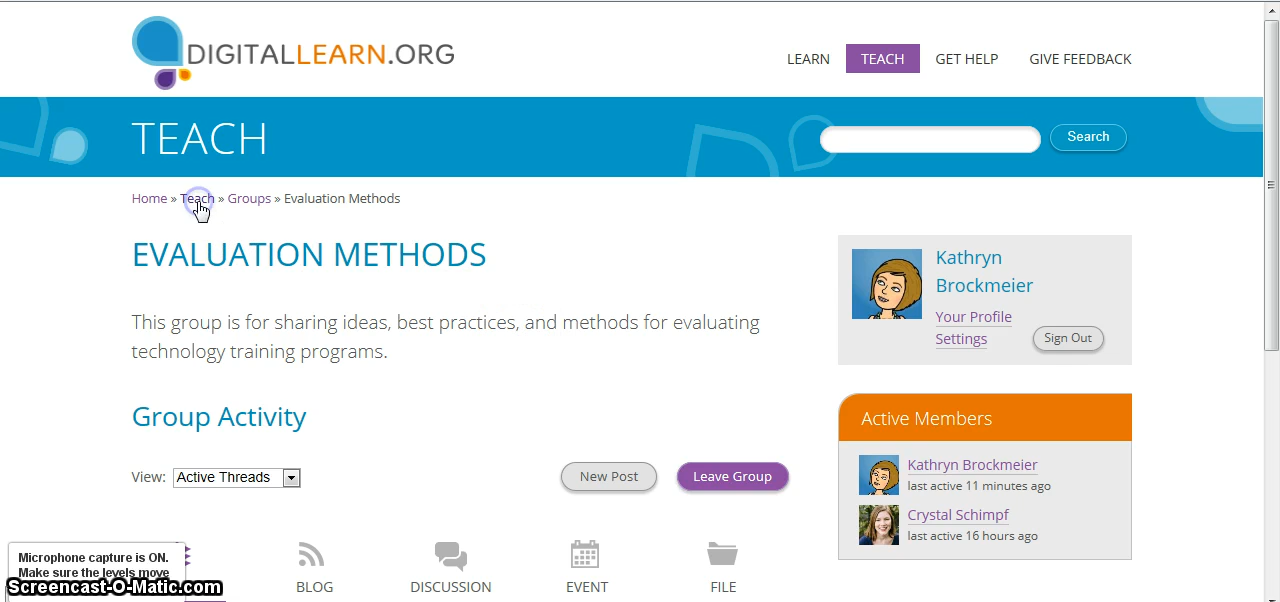 DIGITALLEARN.ORG
LEARN
TEACH
GET HELP
GIVE FEEDBACK
TEACH
Search
Home » Teach » Groups » Evaluation Methods
EVALUATION METHODS
This group is for sharing ideas, best practices, and methods for evaluating
technology training programs.
Kathryn
Brockmeier
Your Profile
Settings
Sign Out
Group Activity
View: Active Threads
New Post
Leave Group
Active Members
Kathryn Brockmeier
last active 11 minutes ago
Crystal Schimpf
last active 16 hours ago
BLOG
DISCUSSION
EVENT
FILE
Microphone capture is ON.
Make sure the levels move
Screencast-O-Matic.com